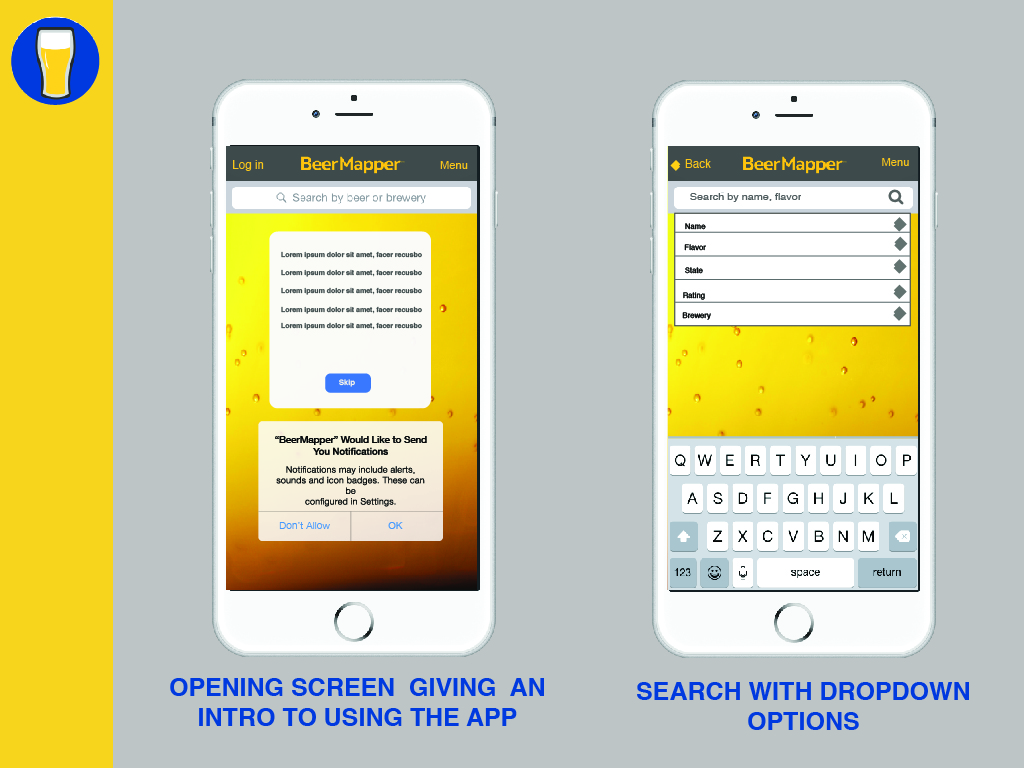 Log in BeerMapper Menu
Search by beer or brewery
Lorem ipsum dolor sit amet, facer recusbo
Lorem ipsum dolor sit amet, facer recusbo
Lorem ipsum dolor sit amet, facer recusbo
Lorem ipsum dolor sit amet, facer recusbo
Lorem ipsum dolor sit amet, facer recusbo
Skip
“BeerMapper” Would Like to Send
You Notifications
Notifications may include alerts,
sounds and icon badges. These can
be
configured in Settings.
Don't Allow OK
OPENING SCREEN GIVING AN
INTRO TO USING THE APP
Back BeerMapper Menu
Search by name, flavor
Name
Flavor
State
Rating
Brewery
Q W E R T Y U I O P
A S D F G H J K L
Z X C V B N M
123 space return
SEARCH WITH DROPDOWN
OPTIONS